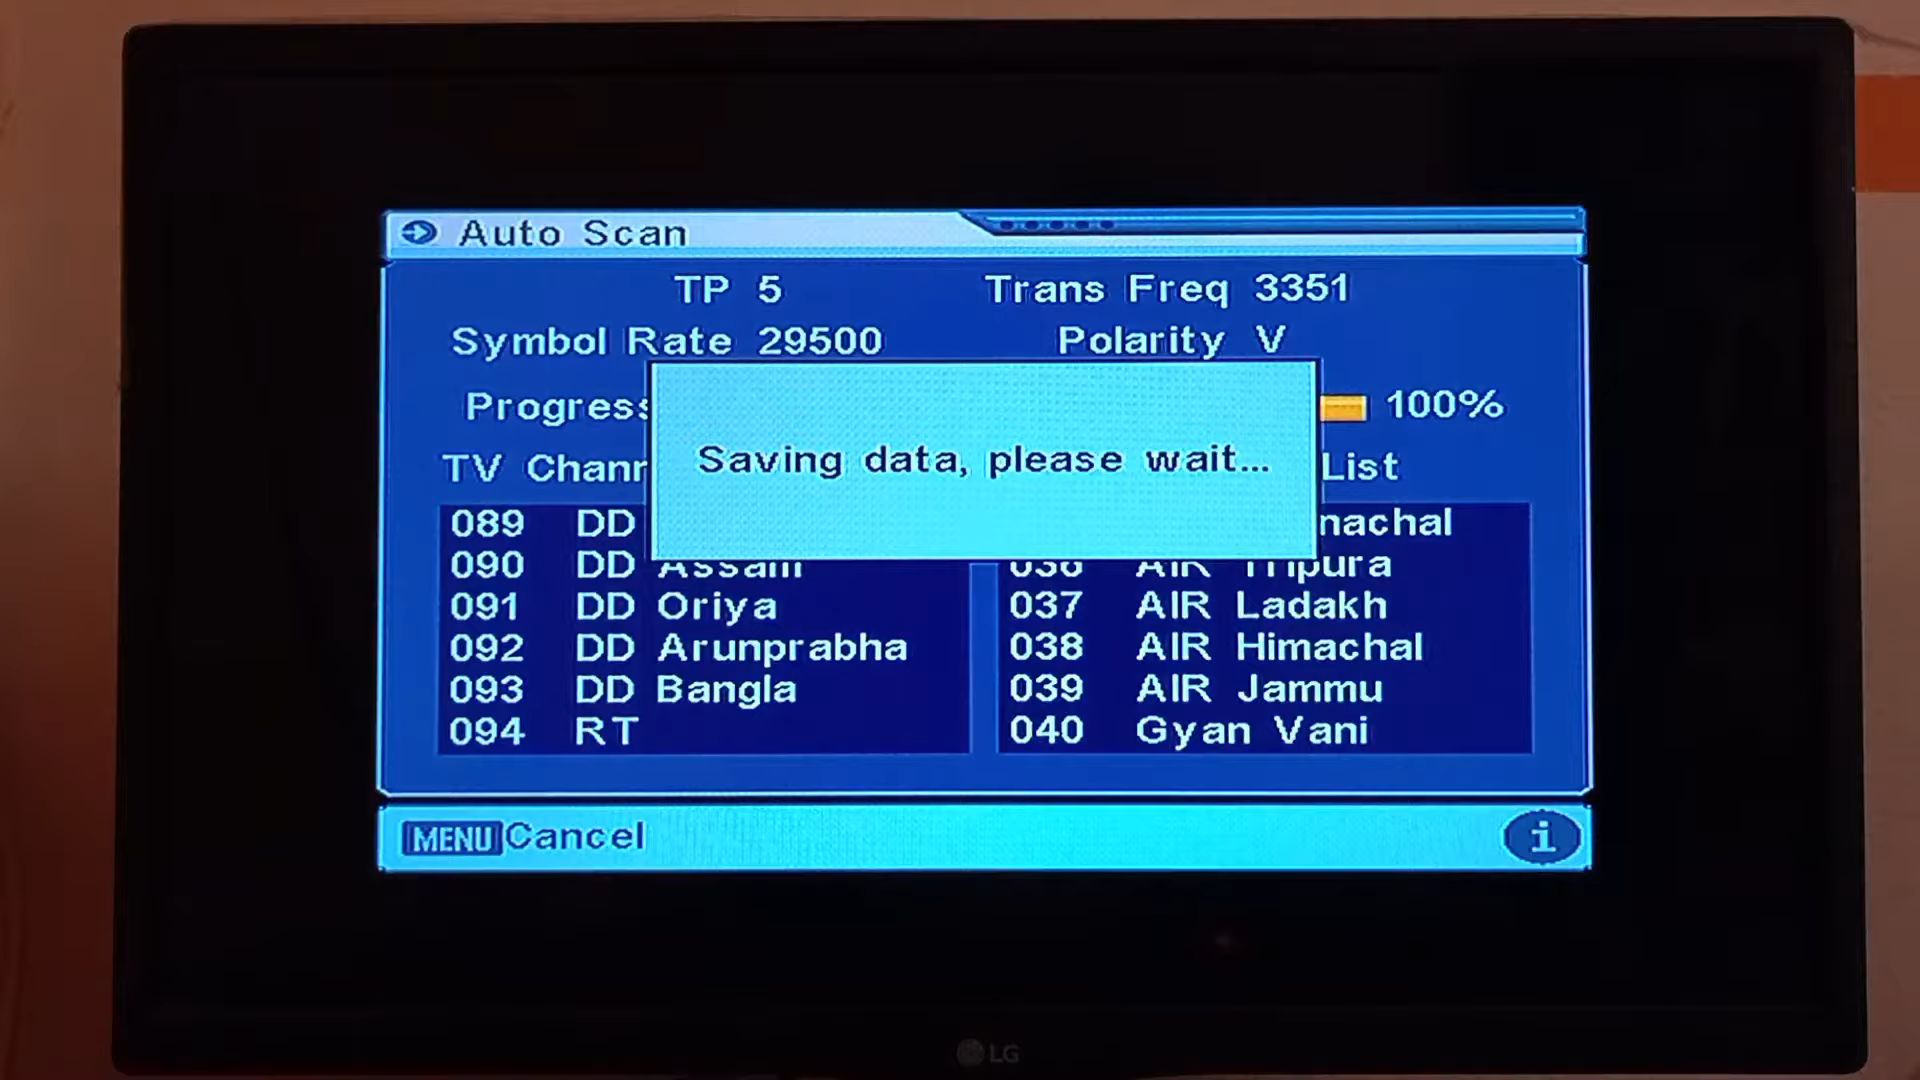 Auto Scan
TP 5 Trans Freq 3351
Symbol Rate 29500 Polarity V
Progress 100%
Saving data, please wait...
TV List
089 DD
090 DD Assam AIR Tripura
091 DD Oriya 037 AIR Ladakh
092 DD Arunprabha 038 AIR Himachal
093 DD Bangla 039 AIR Jammu
094 RT 040 Gyan Vani
MENU Cancel i
LG